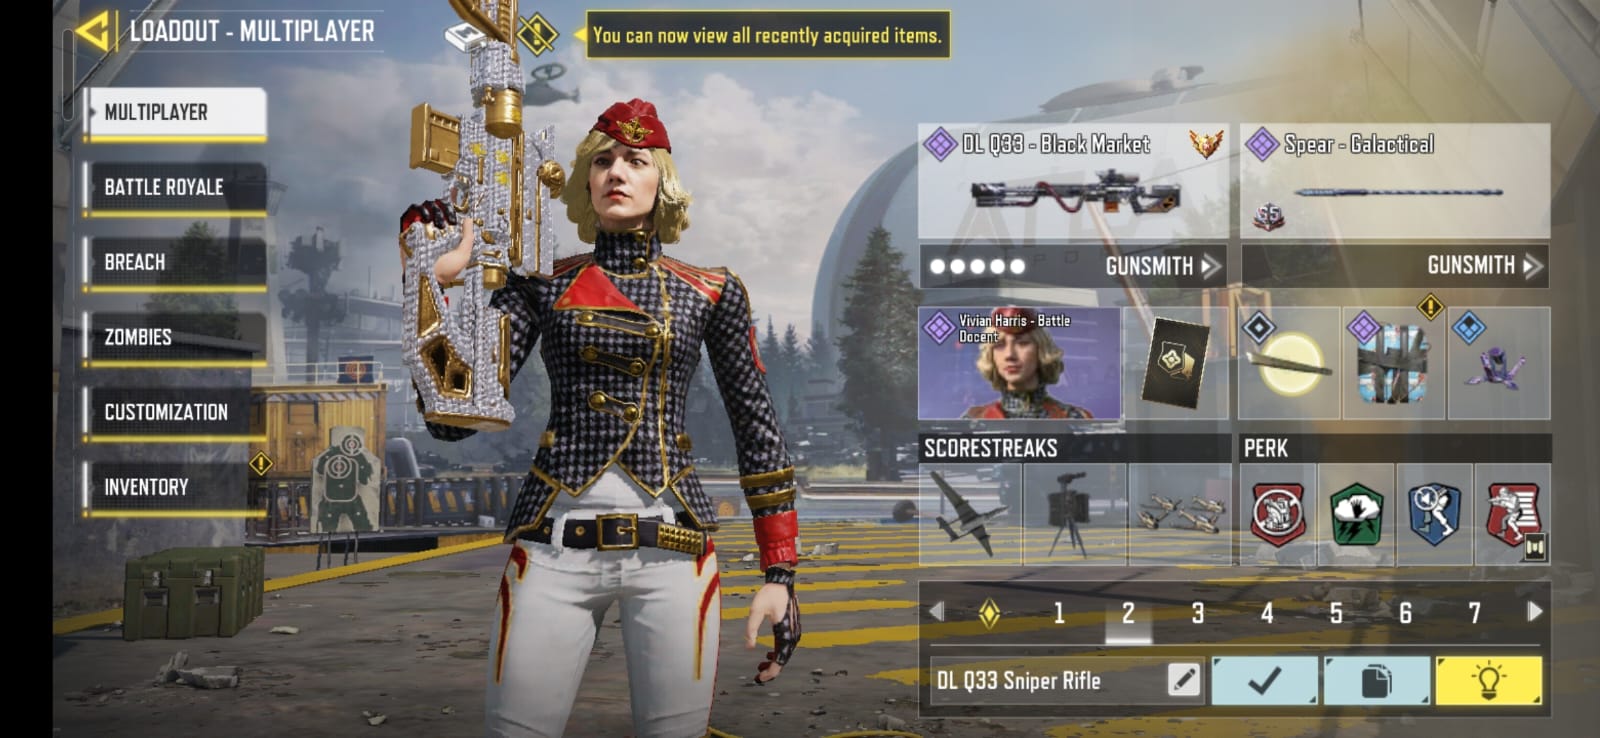 LOADOUT - MULTIPLAYER
You can now view all recently acquired items.
MULTIPLAYER
BATTLE ROYALE
BREACH
ZOMBIES
CUSTOMIZATION
INVENTORY
DL Q33 - Black Market
Spear - Galactical
GUNSMITH
GUNSMITH
Vivian Harris - Battle
Docent
SCORESTREAKS
PERK
1 2 3 4 5 6 7
DL Q33 Sniper Rifle